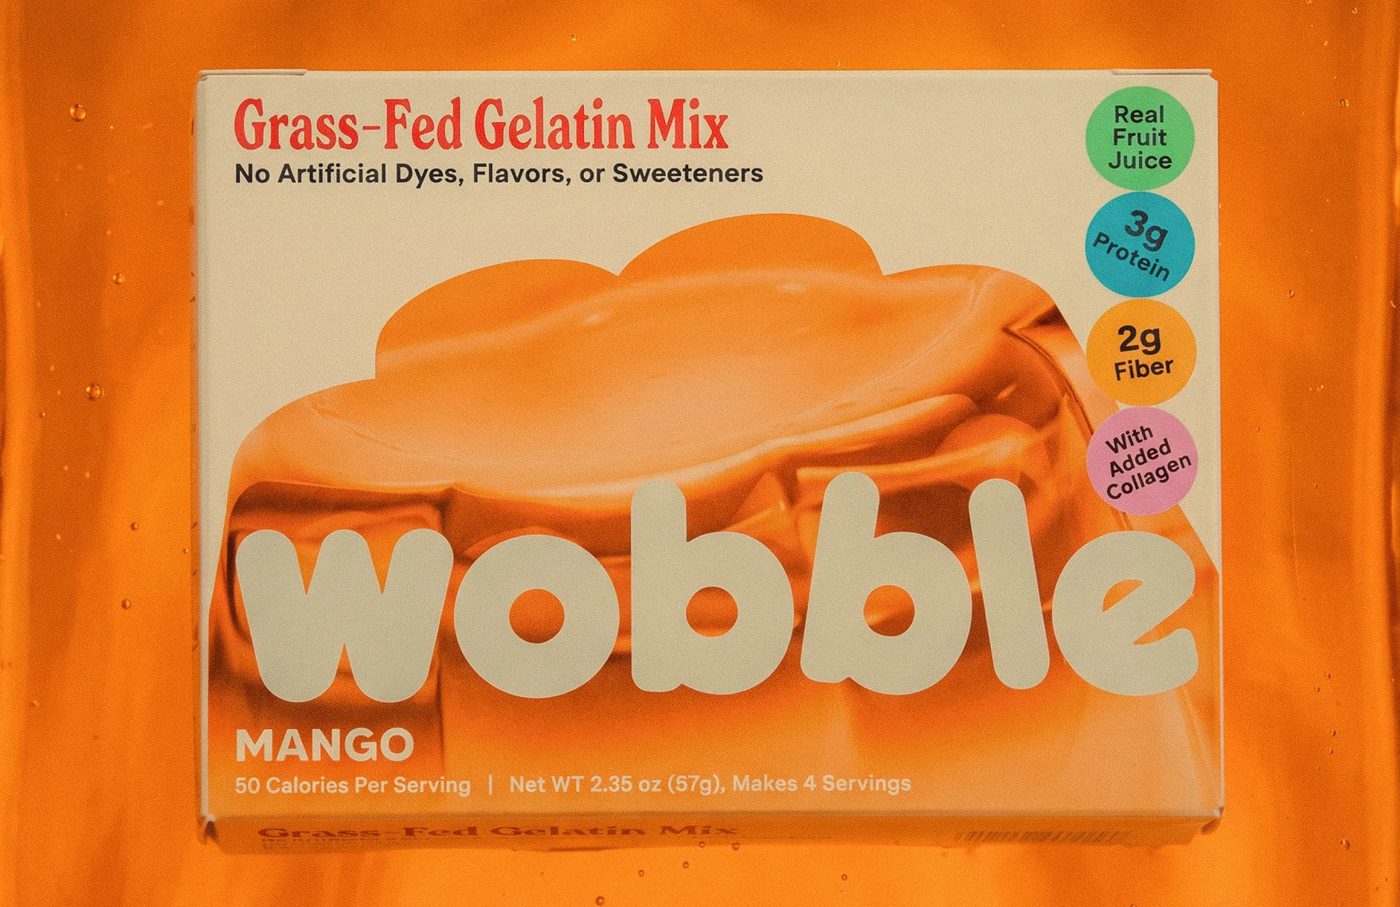 Grass-Fed Gelatin Mix
No Artificial Dyes, Flavors, or Sweeteners
Real
Fruit
Juice
3g
Protein
2g
Fiber
With
Added
Collagen
wobble
MANGO
50 Calories Per Serving | Net WT 2.35 oz (57g), Makes 4 Servings
Grass-Fed Gelatin Mix